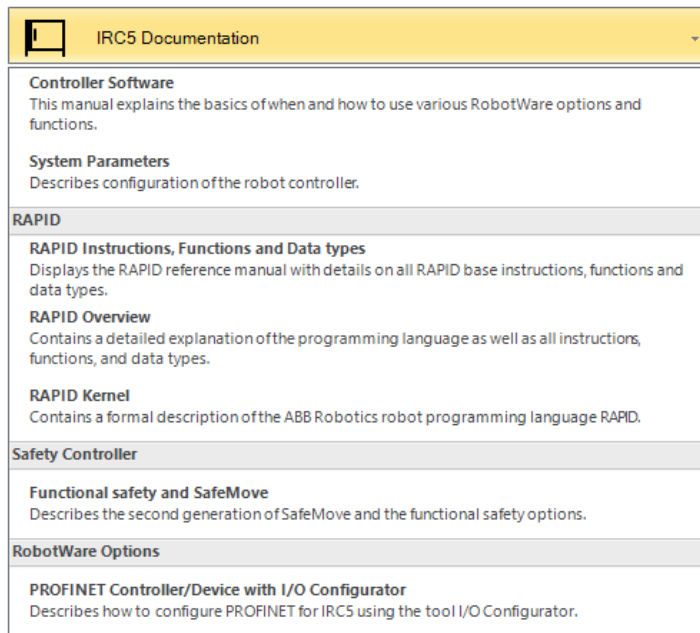 IRC5 Documentation
Controller Software
This manual explains the basics of when and how to use various RobotWare options and
functions.
System Parameters
Describes configuration of the robot controller.
RAPID
RAPID Instructions, Functions and Data types
Displays the RAPID reference manual with details on all RAPID base instructions, functions and
data types.
RAPID Overview
Contains a detailed explanation of the programming language as well as all instructions,
functions, and data types.
RAPID Kernel
Contains a formal description of the ABB Robotics robot programming language RAPID.
Safety Controller
Functional safety and SafeMove
Describes the second generation of SafeMove and the functional safety options.
RobotWare Options
PROFINET Controller/Device with I/O Configurator
Describes how to configure PROFINET for IRC5 using the tool I/O Configurator.